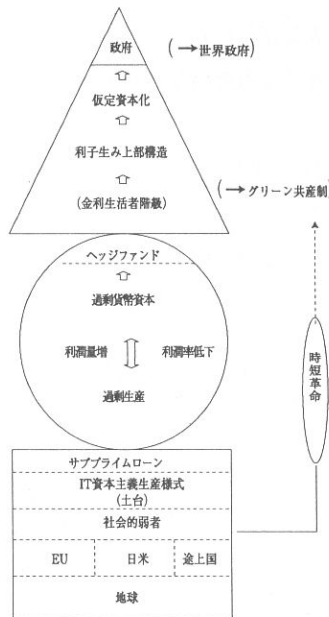 政府
(→世界政府)
⇧
仮定資本化
⇧
利子生み上部構造
⇧
(金利生活者階級)
(→グリーン共産制)
ヘッジファンド
⇧
過剰貨幣資本
利潤量増
利潤率低下
過剰生産
時短革命
サブプライムローン
IT資本主義生産様式
(土台)
社会的弱者
EU 日米 途上国
地球